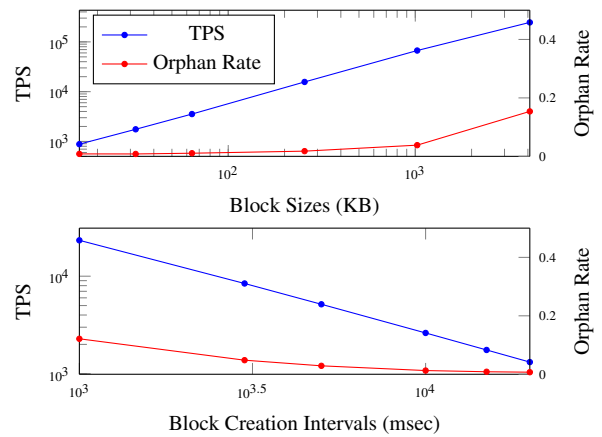 TPS
Orphan Rate
10^5
10^4
10^3
TPS
0.4
0.2
0
Orphan Rate
10^2
10^3
Block Sizes (KB)
10^4
10^3
TPS
0.4
0.2
0
Orphan Rate
10^3
10^3.5
10^4
Block Creation Intervals (msec)